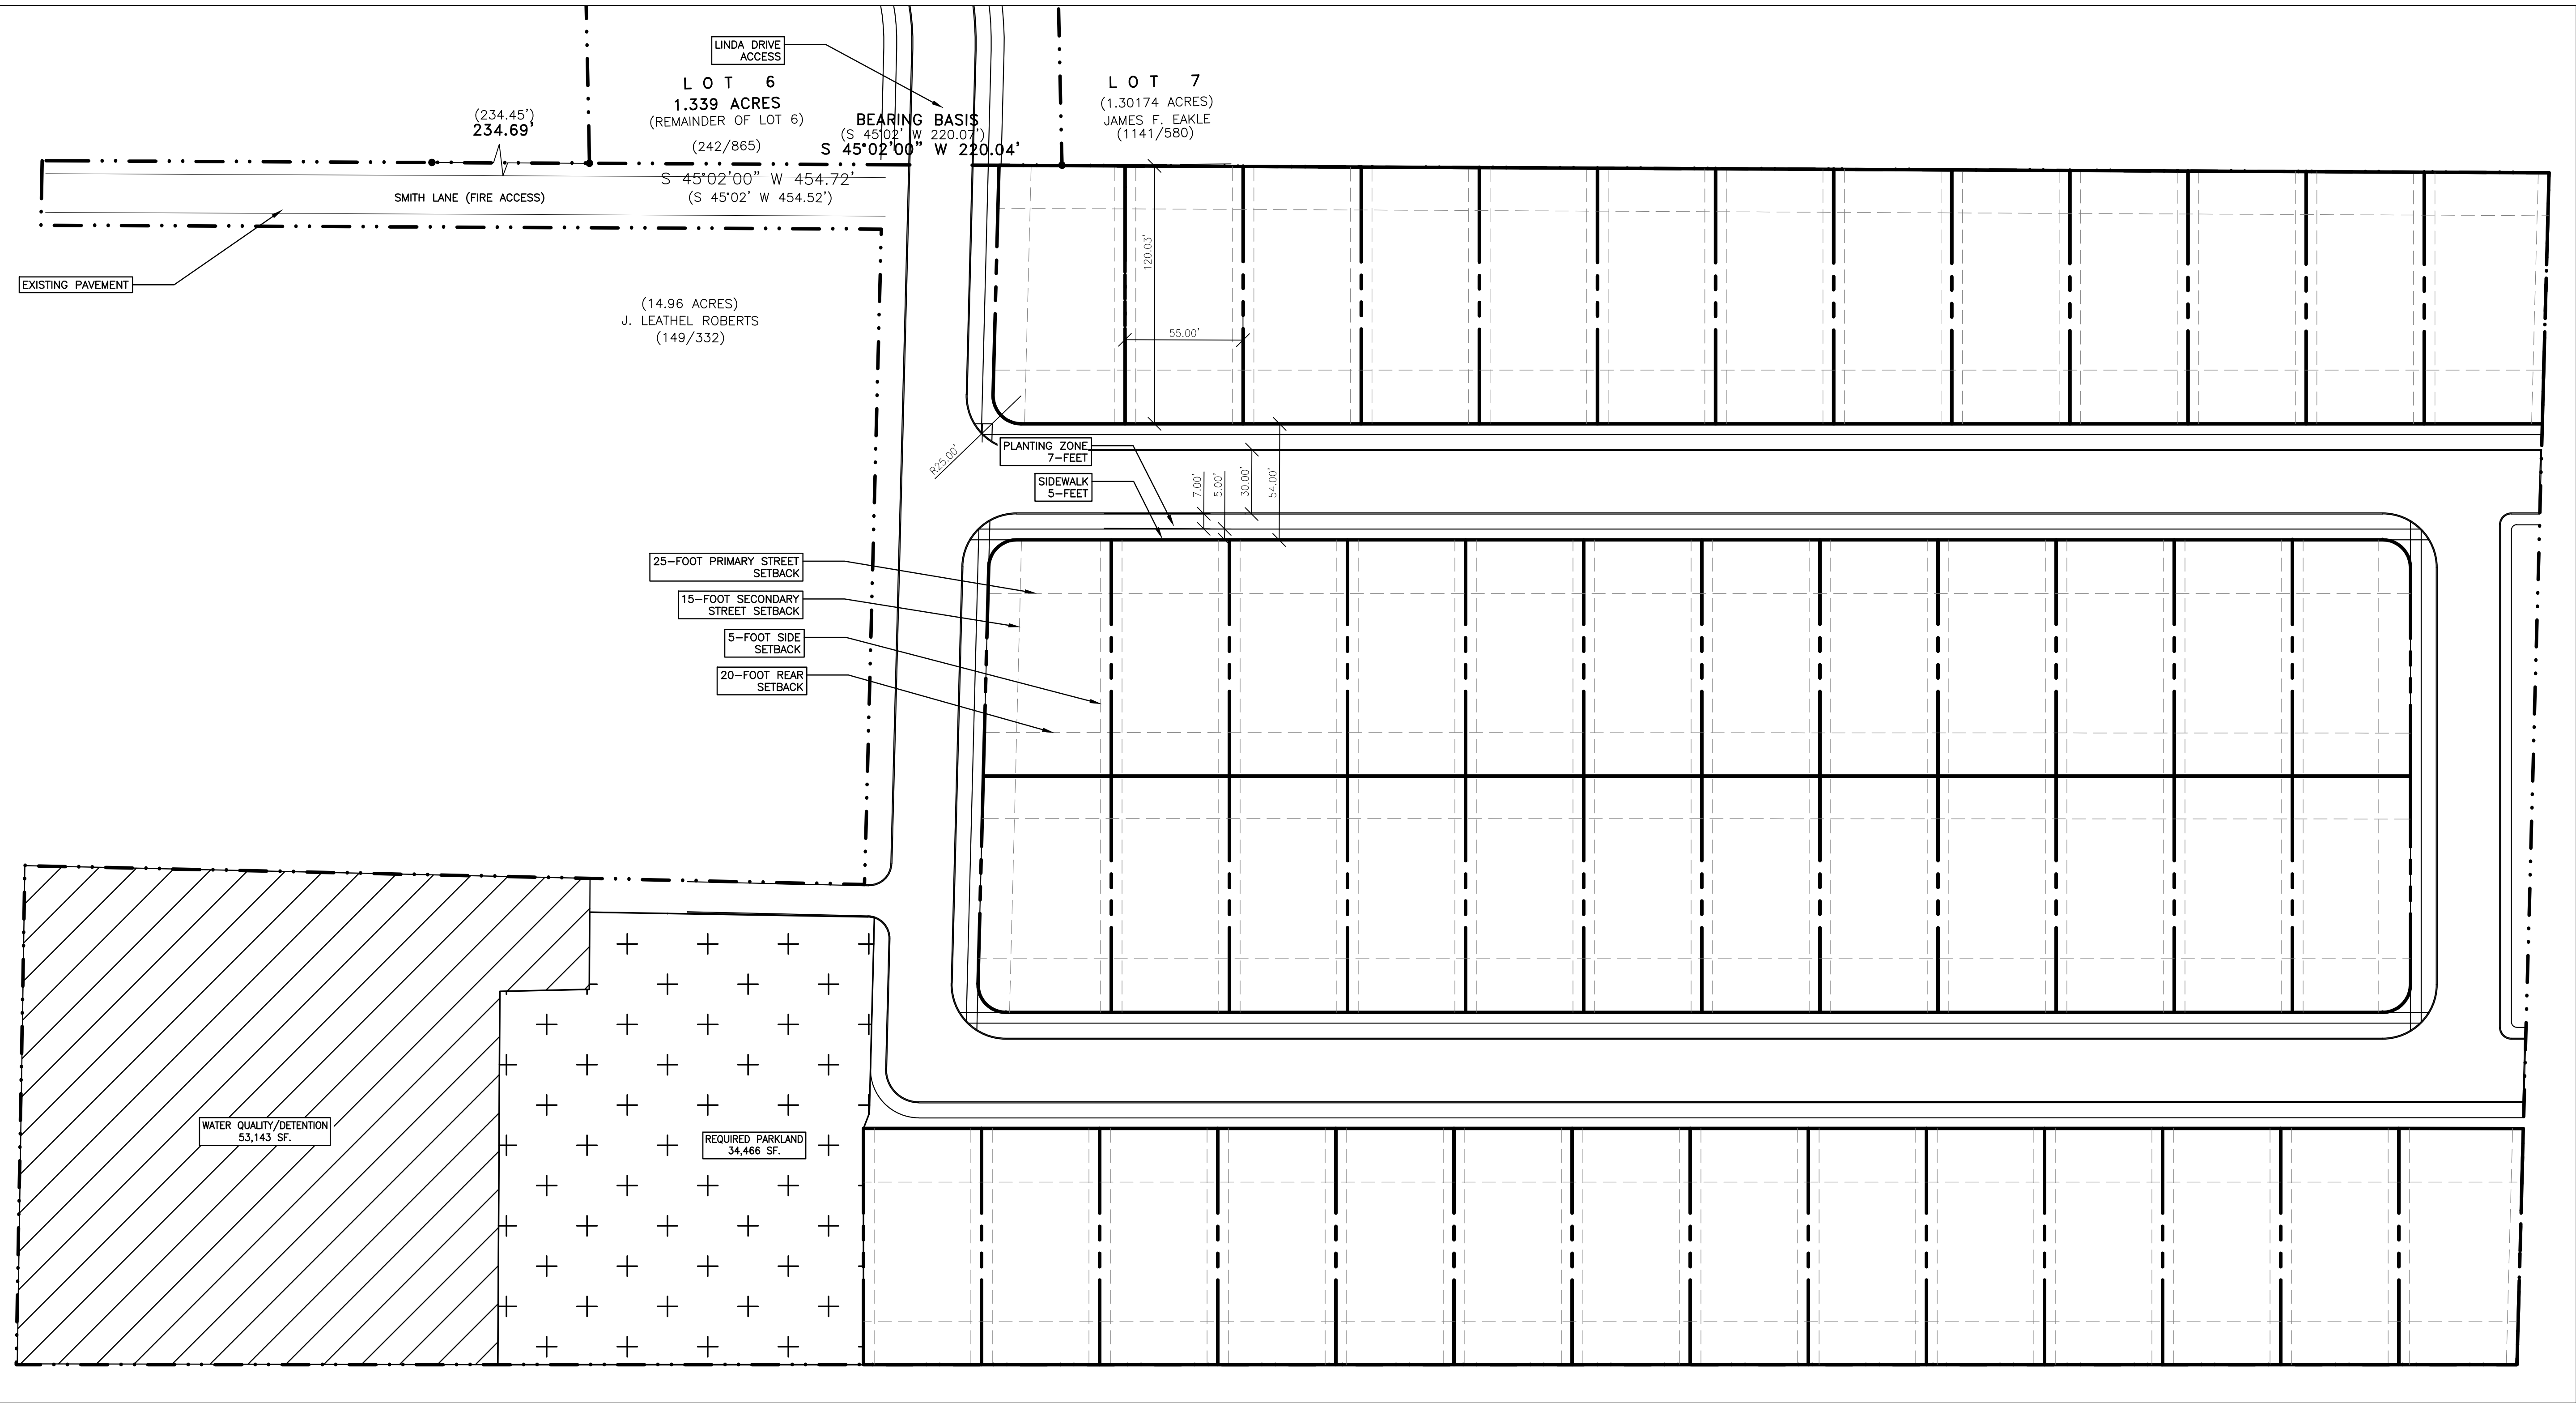 LINDA DRIVE
ACCESS
L O T 6
1.339 ACRES
(REMAINDER OF LOT 6)
(242/865)
L O T 7
(1.30174 ACRES)
JAMES F. EAKLE
(1141/580)
(234.45')
234.69'
BEARING BASIS
(S 45°02' W 220.07')
S 45°02'00" W 220.04'
S 45°02'00" W 454.72'
(S 45°02' W 454.52')
SMITH LANE (FIRE ACCESS)
EXISTING PAVEMENT
(14.96 ACRES)
J. LEATHEL ROBERTS
(149/332)
120.03'
55.00'
R25.00'
PLANTING ZONE
7-FEET
SIDEWALK
5-FEET
7.00'
5.00'
30.00'
54.00'
25-FOOT PRIMARY STREET
SETBACK
15-FOOT SECONDARY
STREET SETBACK
5-FOOT SIDE
SETBACK
20-FOOT REAR
SETBACK
WATER QUALITY/DETENTION
53,143 SF.
REQUIRED PARKLAND
34,466 SF.